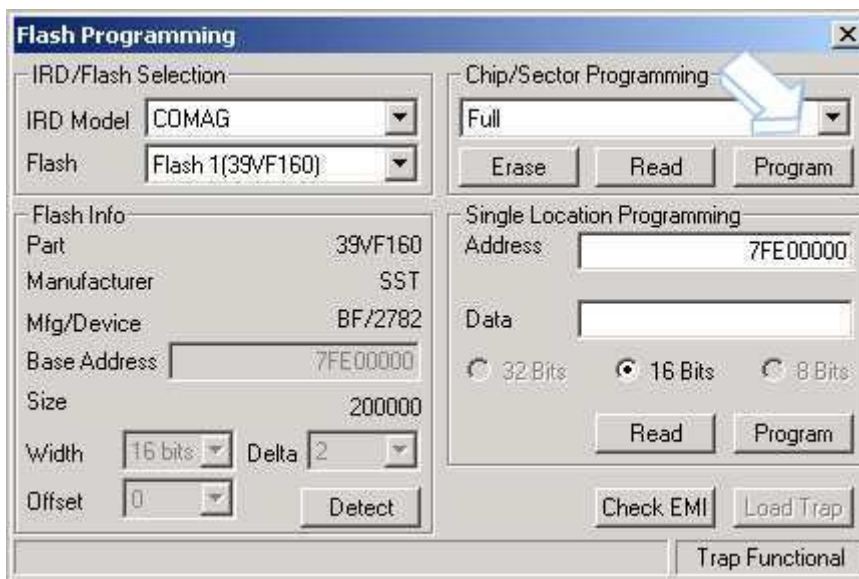 Flash Programming
IRD/Flash Selection
IRD Model COMAG
Flash Flash 1(39VF160)
Chip/Sector Programming
Full
Erase Read Program
Flash Info
Part 39VF160
Manufacturer SST
Mfg/Device BF/2782
Base Address 7FE00000
Size 200000
Width 16 bits Delta 2
Offset 0 Detect
Single Location Programming
Address 7FE00000
Data
32 Bits 16 Bits 8 Bits
Read Program
Check EMI Load Trap
Trap Functional